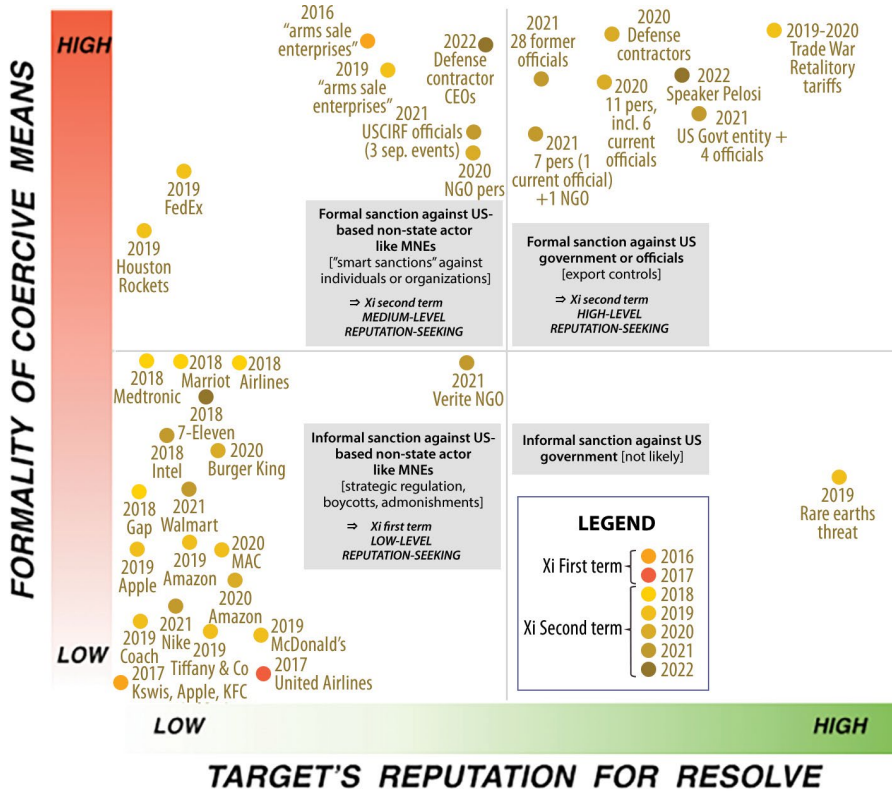 HIGH
FORMALITY OF COERCIVE MEANS
LOW
2016
“arms sale
enterprises”
2019
“arms sale
enterprises”
2022
Defense
contractor
CEOs
2021
USCIRF officials
(3 sep. events)
2020
NGO pers
2019
FedEx
2019
Houston
Rockets
Formal sanction against US-
based non-state actor
like MNEs
[“smart sanctions” against
individuals or organizations]
⇒ Xi second term
MEDIUM-LEVEL
REPUTATION-SEEKING
2021
28 former
officials
2020
Defense
contractors
2019-2020
Trade War
Retalitory
tariffs
2020
11 pers,
incl. 6
current
officials
2022
Speaker Pelosi
2021
US Govt entity +
4 officials
2021
7 pers (1
current official)
+1 NGO
Formal sanction against US
government or officials
[export controls]
⇒ Xi second term
HIGH-LEVEL
REPUTATION-SEEKING
2018
Medtronic
2018
Marriot
2018
Airlines
2018
7-Eleven
2018
Intel
2020
Burger King
2018
Gap
2021
Walmart
2019
Apple
2019
Amazon
2020
MAC
2020
Amazon
2019
Coach
2021
Nike
2019
Tiffany & Co
2019
McDonald’s
2017
Kswis, Apple, KFC
2017
United Airlines
2021
Verite NGO
Informal sanction against US-
based non-state actor
like MNEs
[strategic regulation,
boycotts, admonishments]
⇒ Xi first term
LOW-LEVEL
REPUTATION-SEEKING
Informal sanction against US
government [not likely]
2019
Rare earths
threat
LEGEND
Xi First term
2016
2017
Xi Second term
2018
2019
2020
2021
2022
LOW
HIGH
TARGET’S REPUTATION FOR RESOLVE